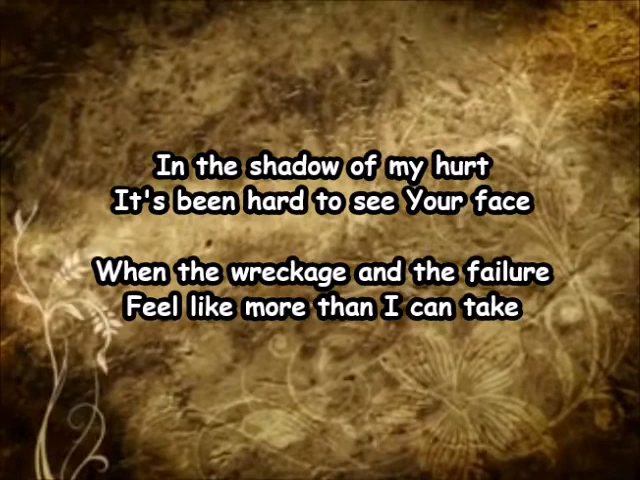 In the shadow of my hurt
It's been hard to see Your face
When the wreckage and the failure
Feel like more than I can take